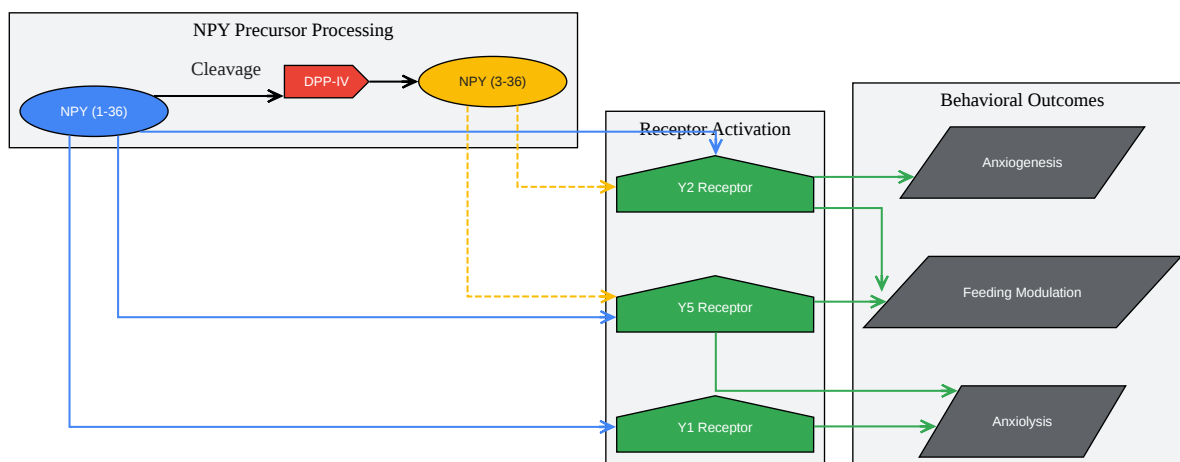 NPY Precursor Processing
Cleavage
DPP-IV
NPY (3-36)
NPY (1-36)
Receptor Activation
Y2 Receptor
Y5 Receptor
Y1 Receptor
Behavioral Outcomes
Anxiogenesis
Feeding Modulation
Anxiolysis